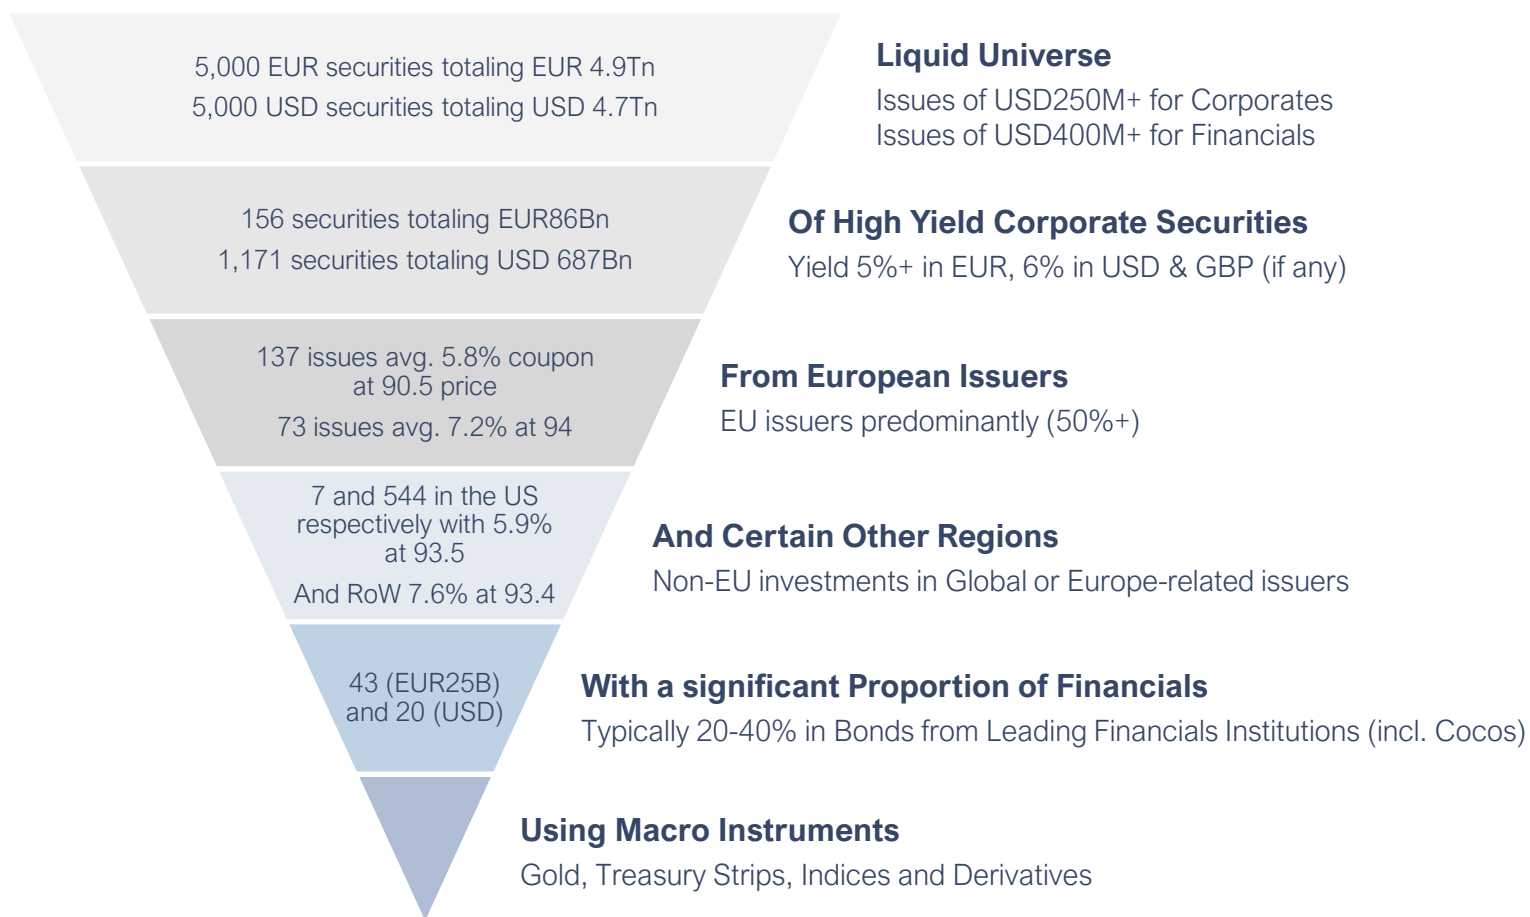 5,000 EUR securities totaling EUR 4.9Tn
5,000 USD securities totaling USD 4.7Tn
Liquid Universe
Issues of USD250M+ for Corporates
Issues of USD400M+ for Financials
156 securities totaling EUR86Bn
1,171 securities totaling USD 687Bn
Of High Yield Corporate Securities
Yield 5%+ in EUR, 6% in USD & GBP (if any)
137 issues avg. 5.8% coupon
at 90.5 price
73 issues avg. 7.2% at 94
From European Issuers
EU issuers predominantly (50%+)
7 and 544 in the US
respectively with 5.9%
at 93.5
And RoW 7.6% at 93.4
And Certain Other Regions
Non-EU investments in Global or Europe-related issuers
43 (EUR25B)
and 20 (USD)
With a significant Proportion of Financials
Typically 20-40% in Bonds from Leading Financials Institutions (incl. Cocos)
Using Macro Instruments
Gold, Treasury Strips, Indices and Derivatives